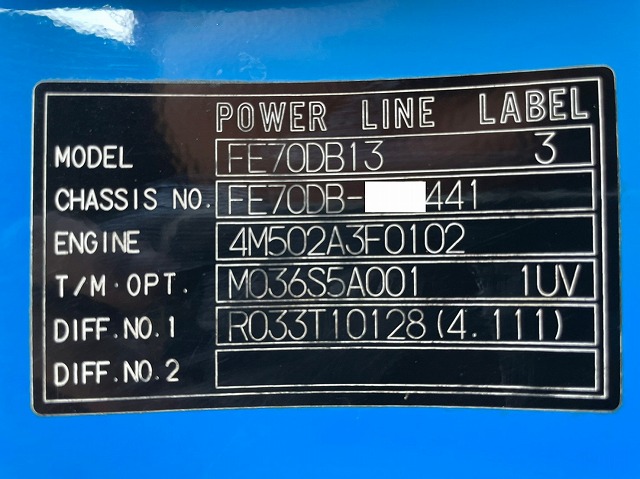 POWER LINE LABEL
MODEL FE70DB13 3
CHASSIS NO. FE70DB- 441
ENGINE 4M502A3F0102
T/M·OPT. M036S5A001 1UV
DIFF.NO.1 R033T10128(4.111)
DIFF.NO.2